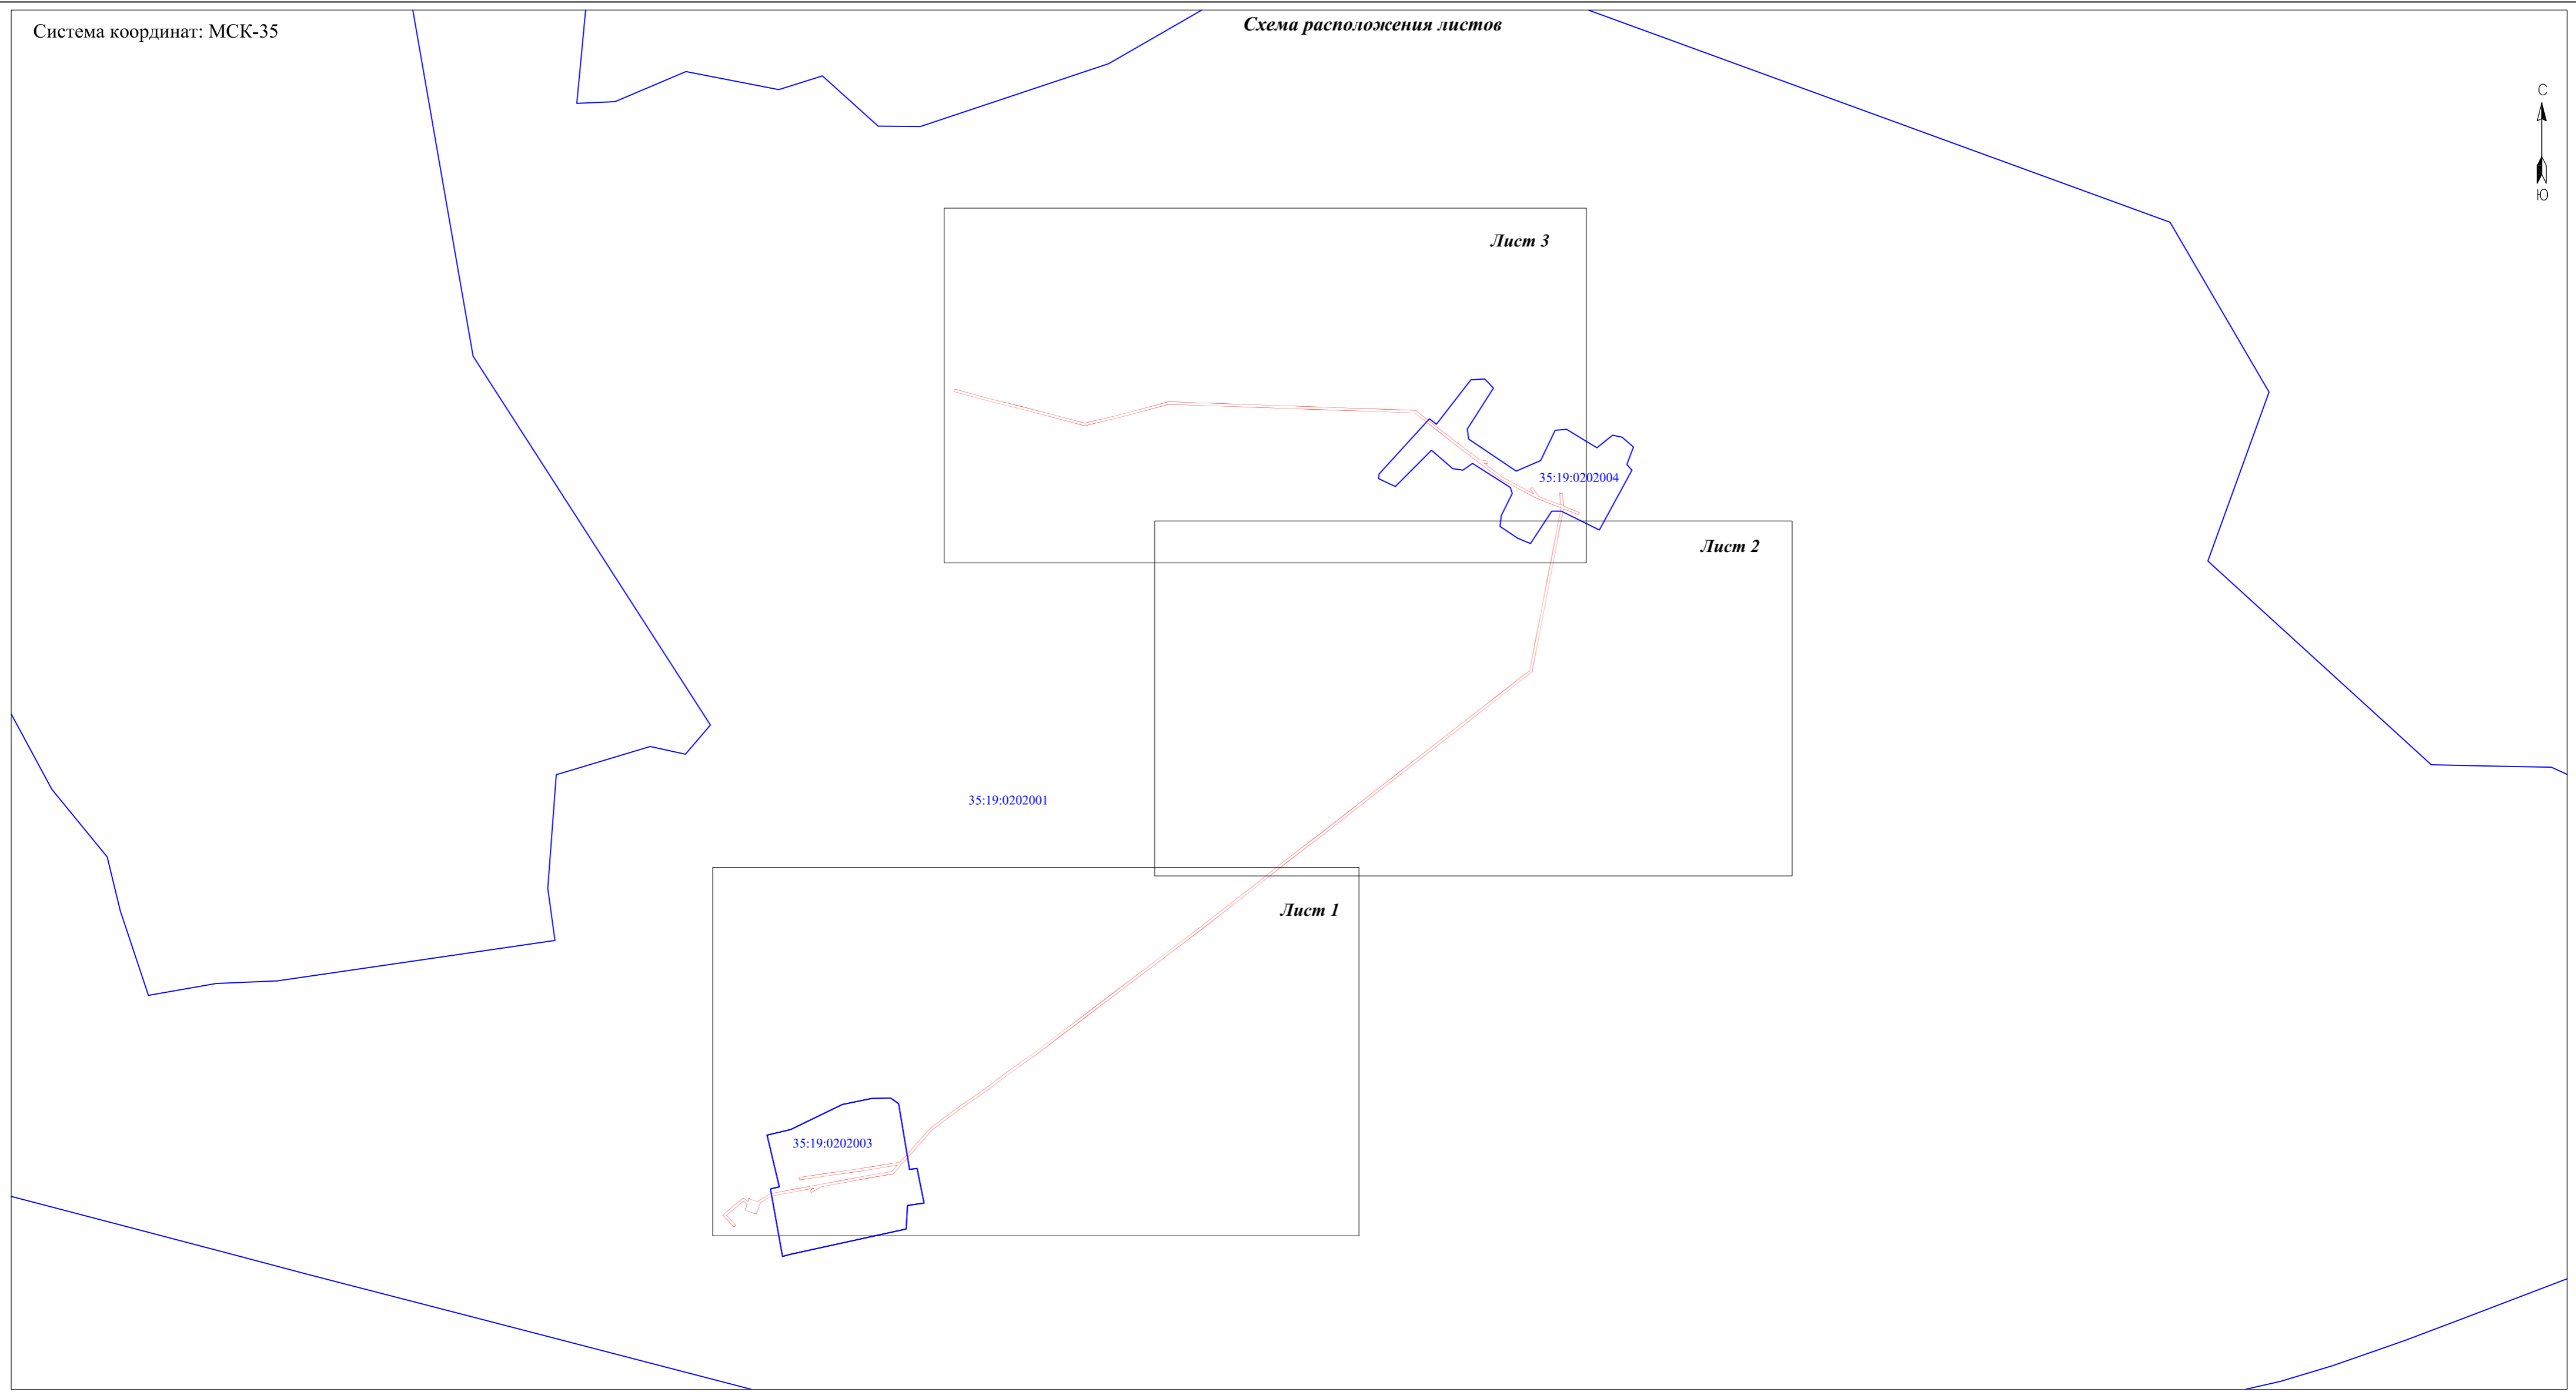 Схема расположения листов
Система координат: МСК-35
С
Ю
Лист 3
35:19:0202004
Лист 2
35:19:0202001
Лист 1
35:19:0202003